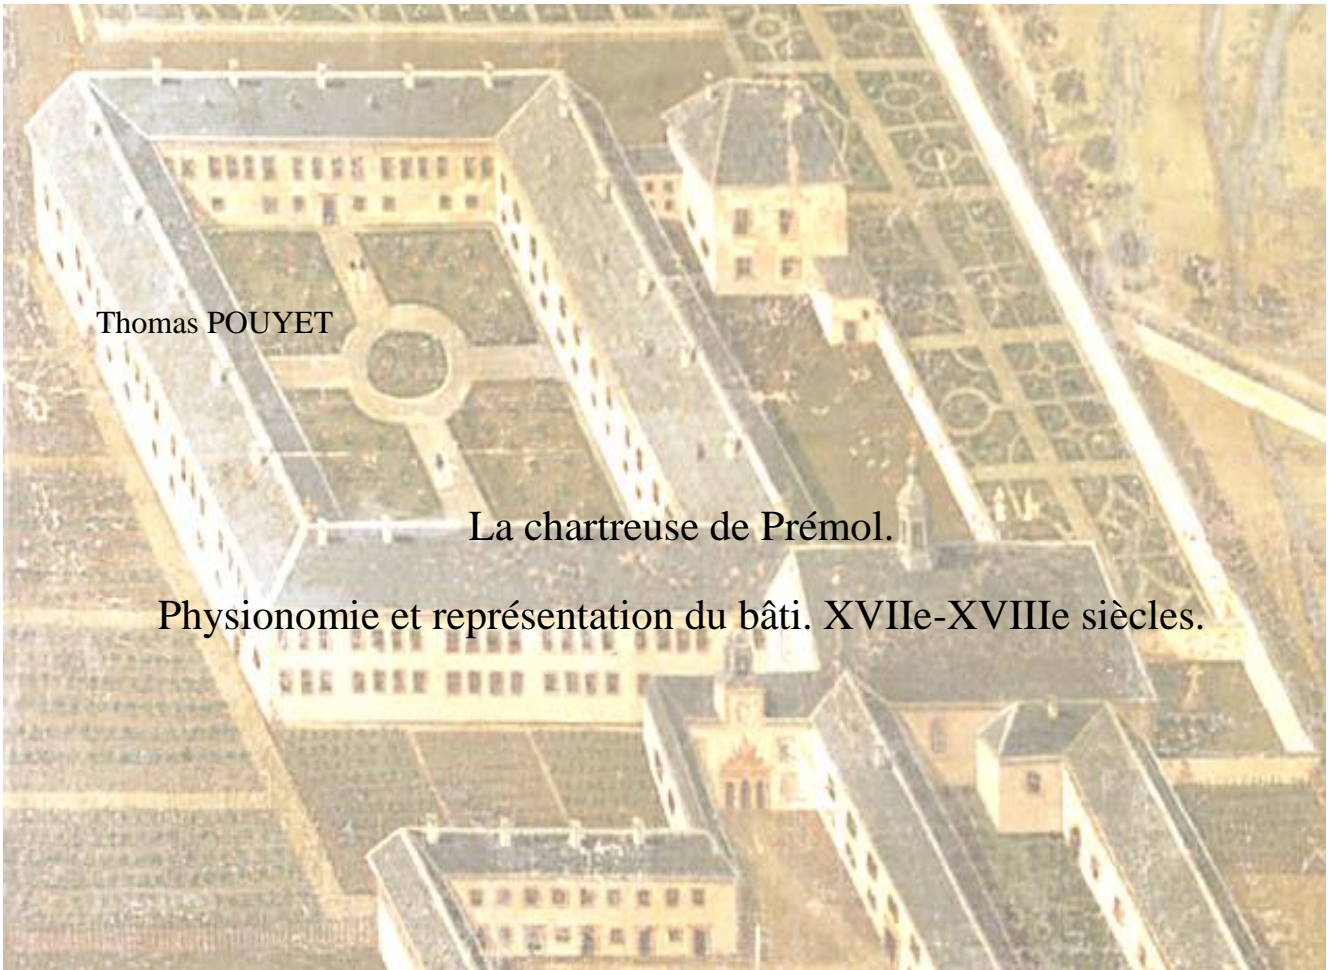 Thomas POUYET
La chartreuse de Prémol.
Physionomie et représentation du bâti. XVIIe-XVIIIe siècles.